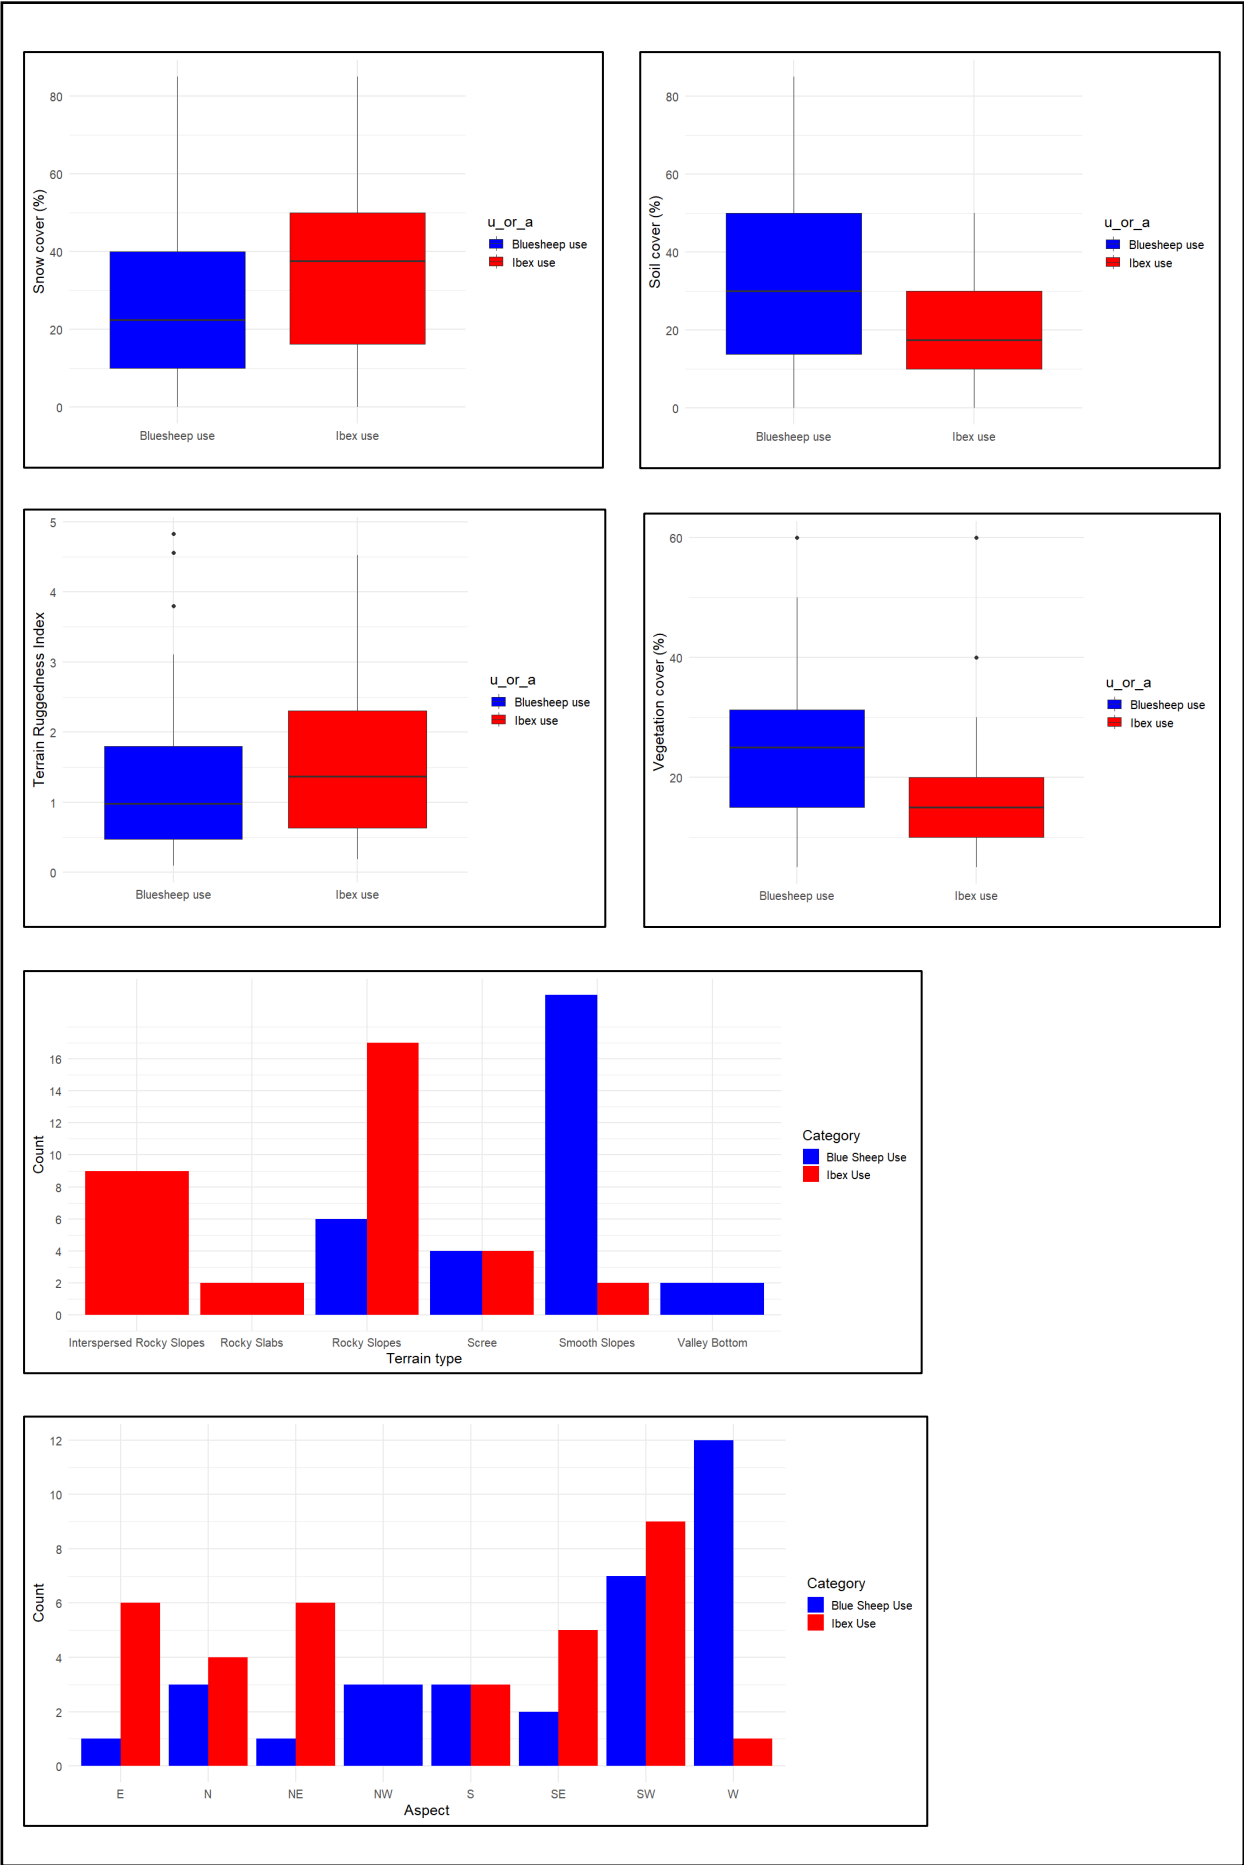 Snow cover (%)
80
60
40
20
0
Bluesheep use Ibex use
u_or_a
Bluesheep use
Ibex use
Soil cover (%)
80
60
40
20
0
Bluesheep use Ibex use
u_or_a
Bluesheep use
Ibex use
Terrain Ruggedness Index
5
4
3
2
1
0
Bluesheep use Ibex use
u_or_a
Bluesheep use
Ibex use
Vegetation cover (%)
60
40
20
Bluesheep use Ibex use
u_or_a
Bluesheep use
Ibex use
Count
16
14
12
10
8
6
4
2
0
Interspersed Rocky Slopes Rocky Slabs Rocky Slopes Scree Smooth Slopes Valley Bottom
Terrain type
Category
Blue Sheep Use
Ibex Use
Count
12
10
8
6
4
2
0
E N NE NW S SE SW W
Aspect
Category
Blue Sheep Use
Ibex Use